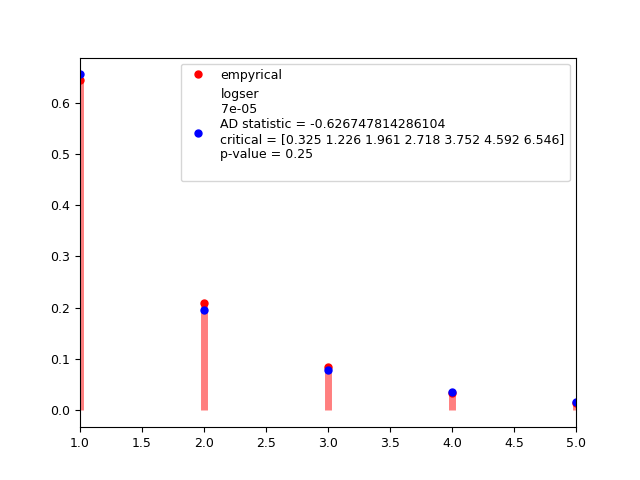 empyrical
logser
7e-05
AD statistic = -0.626747814286104
critical = [0.325 1.226 1.961 2.718 3.752 4.592 6.546]
p-value = 0.25
0.6
0.5
0.4
0.3
0.2
0.1
0.0
1.0 1.5 2.0 2.5 3.0 3.5 4.0 4.5 5.0